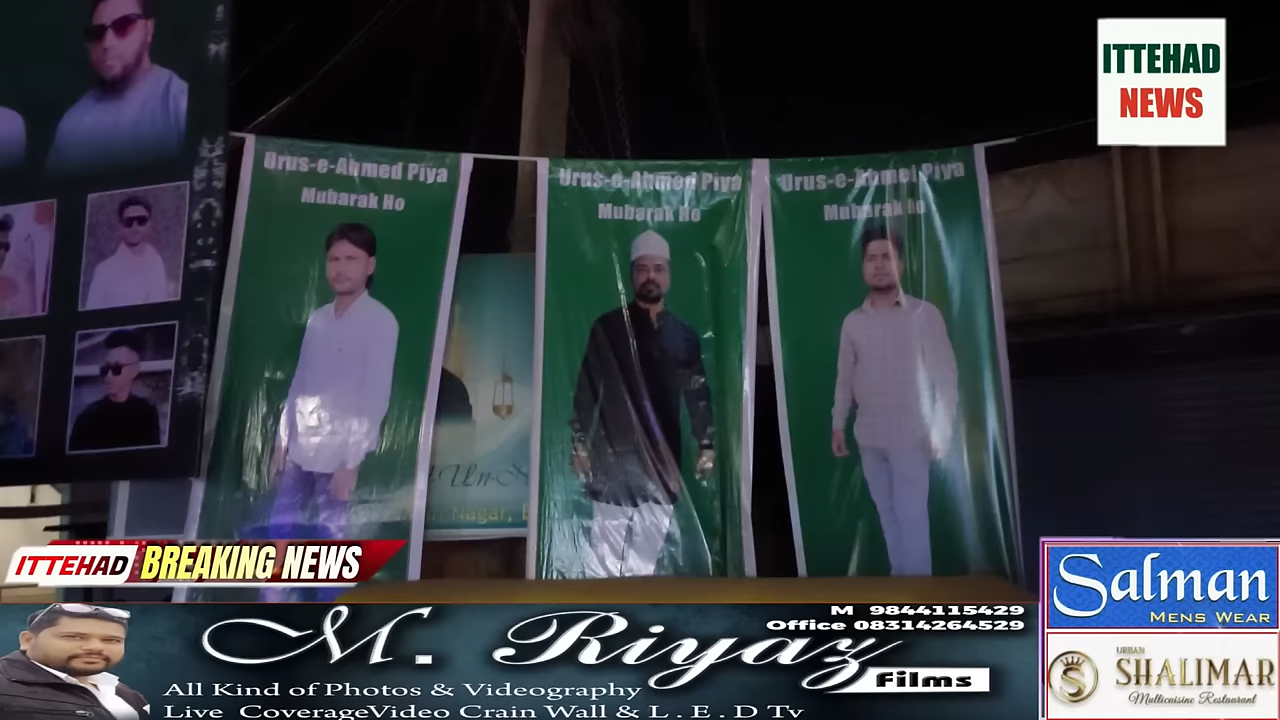 ITTEHAD
NEWS
Urus-e-Ahmed Piya
Mubarak Ho
Urus-e-Ahmed Piya
Mubarak Ho
Urus-e-Ahmed Piya
Mubarak Ho
Un-N
Nagar,
ITTEHAD BREAKING NEWS
M. Riyaz
Films
M 9844115429
Office 08314264529
All Kind of Photos & Videography
Live CoverageVideo Crain Wall & L.E.D Tv
Salman
MENS WEAR
URBAN
SHALIMAR
Multicuisine Restaurant